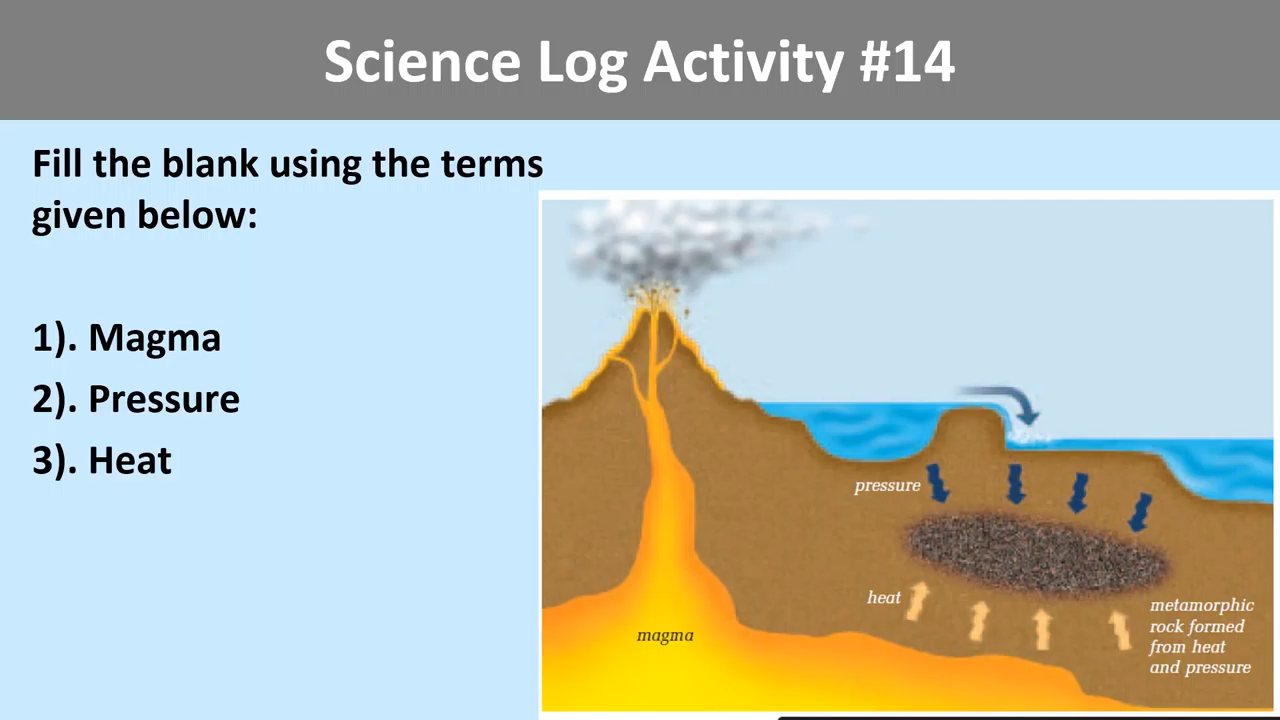 Science Log Activity #14
Fill the blank using the terms
given below:
1). Magma
2). Pressure
3). Heat
pressure
heat
magma
metamorphic
rock formed
from heat
and pressure